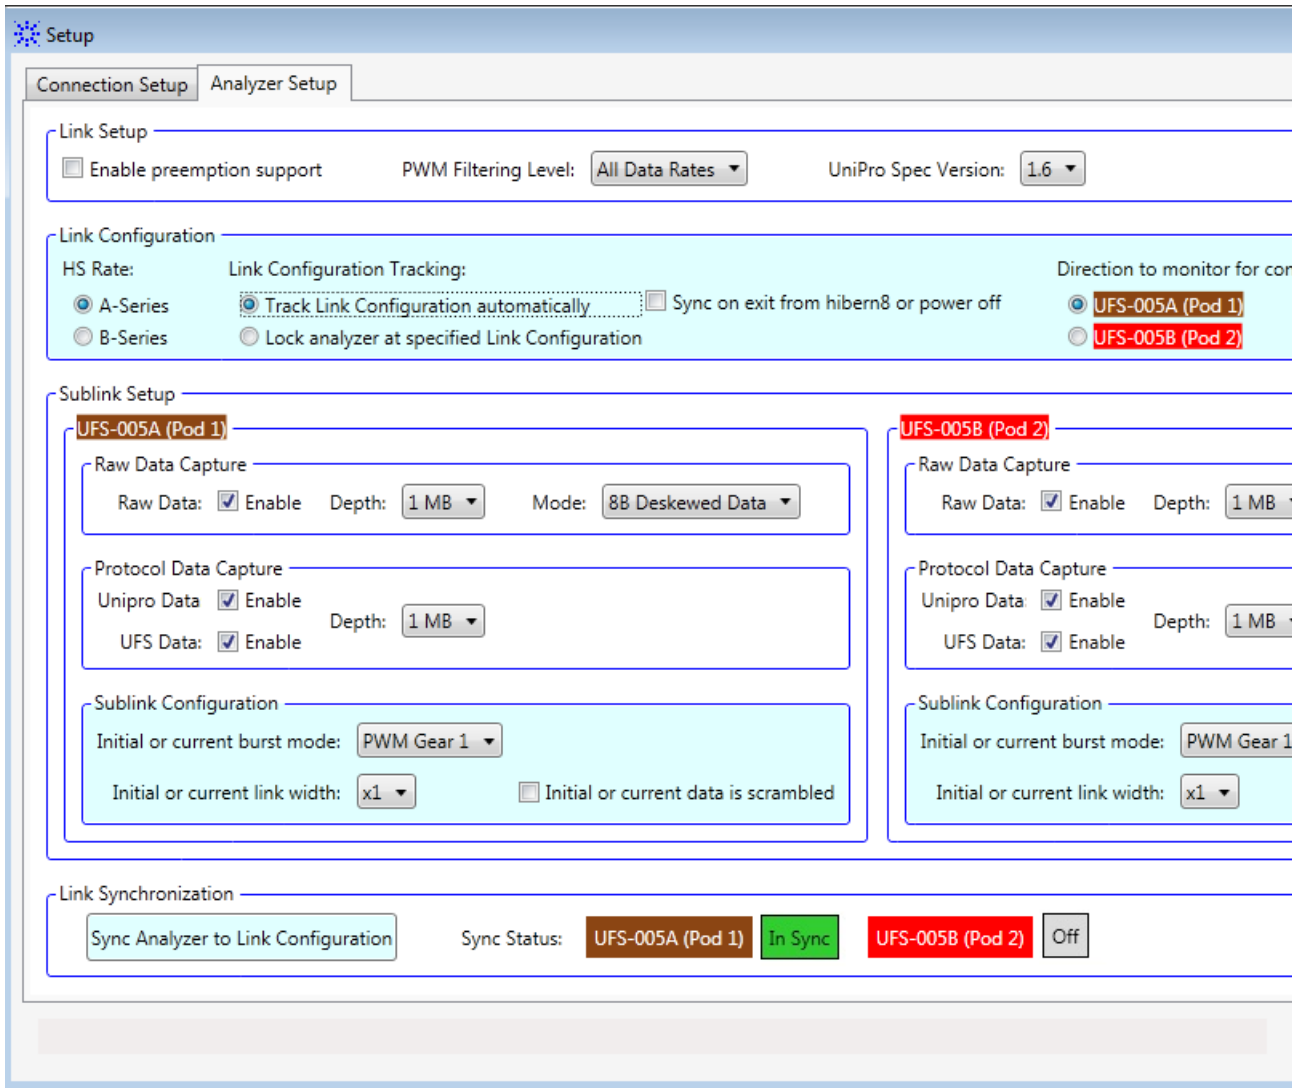 Setup
Connection Setup
Analyzer Setup
Link Setup
Enable preemption support
PWM Filtering Level:
All Data Rates
UniPro Spec Version:
1.6
Link Configuration
HS Rate:
Link Configuration Tracking:
Direction to monitor for con
A-Series
Track Link Configuration automatically
Sync on exit from hibern8 or power off
UFS-005A (Pod 1)
B-Series
Lock analyzer at specified Link Configuration
UFS-005B (Pod 2)
Sublink Setup
UFS-005A (Pod 1)
Raw Data Capture
Raw Data:
Enable
Depth:
1 MB
Mode:
8B Deskewed Data
Protocol Data Capture
Unipro Data
Enable
UFS Data:
Enable
Depth:
1 MB
Sublink Configuration
Initial or current burst mode:
PWM Gear 1
Initial or current link width:
x1
Initial or current data is scrambled
UFS-005B (Pod 2)
Raw Data Capture
Raw Data:
Enable
Depth:
1 MB
Protocol Data Capture
Unipro Data:
Enable
UFS Data:
Enable
Depth:
1 MB
Sublink Configuration
Initial or current burst mode:
PWM Gear 1
Initial or current link width:
x1
Link Synchronization
Sync Analyzer to Link Configuration
Sync Status:
UFS-005A (Pod 1)
In Sync
UFS-005B (Pod 2)
Off